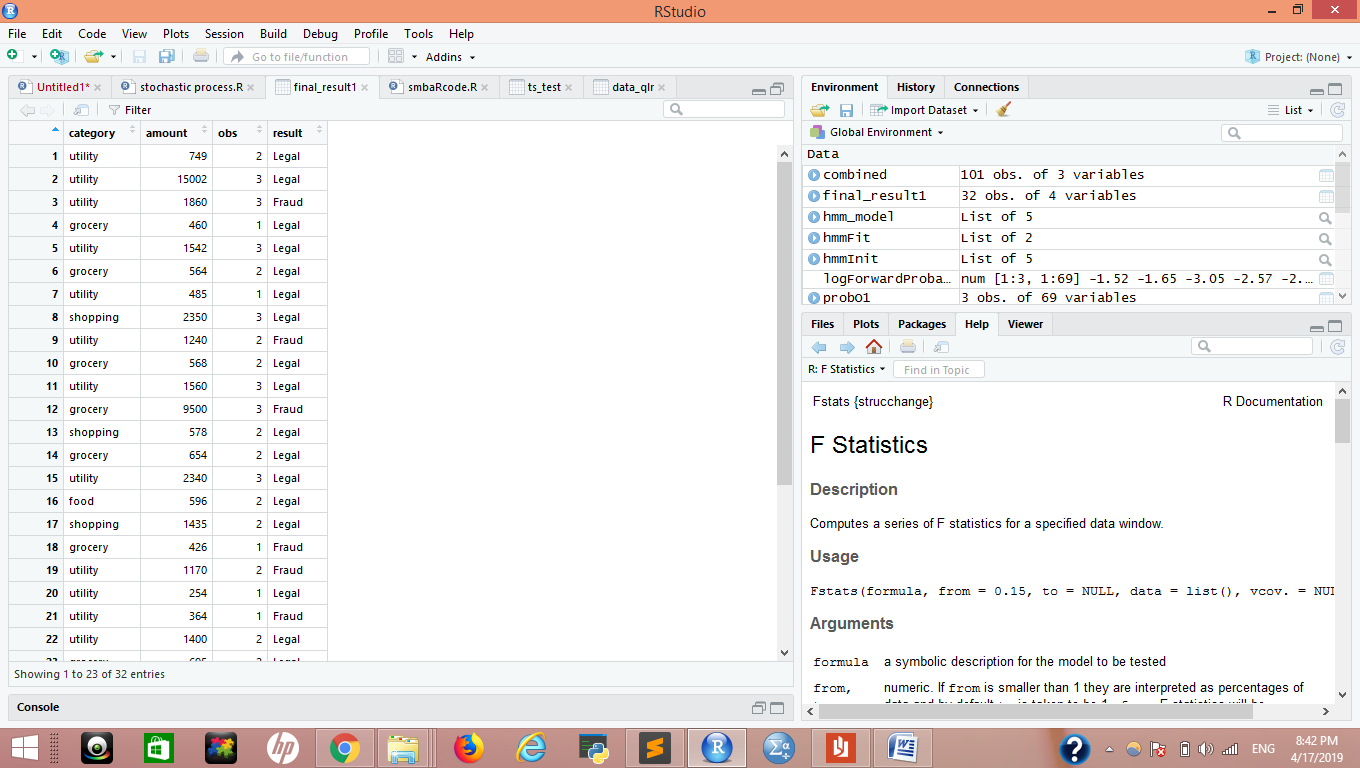 RStudio
File Edit Code View Plots Session Build Debug Profile Tools Help
Go to file/function Addins Project: (None)
Untitled1* stochastic process.R final_result1 smbaRcode.R ts_test data_qlr
Filter
category amount obs result
1 utility 749 2 Legal
2 utility 15002 3 Legal
3 utility 1860 3 Fraud
4 grocery 460 1 Legal
5 utility 1542 3 Legal
6 grocery 564 2 Legal
7 utility 485 1 Legal
8 shopping 2350 3 Legal
9 utility 1240 2 Fraud
10 grocery 568 2 Legal
11 utility 1560 3 Legal
12 grocery 9500 3 Fraud
13 shopping 578 2 Legal
14 grocery 654 2 Legal
15 utility 2340 3 Legal
16 food 596 2 Legal
17 shopping 1435 2 Legal
18 grocery 426 1 Fraud
19 utility 1170 2 Fraud
20 utility 254 1 Legal
21 utility 364 1 Fraud
22 utility 1400 2 Legal
Showing 1 to 23 of 32 entries
Console
Environment History Connections
Import Dataset List
Global Environment
Data
combined 101 obs. of 3 variables
final_result1 32 obs. of 4 variables
hmm_model List of 5
hmmFit List of 2
hmmInit List of 5
logForwardProba… num [1:3, 1:69] -1.52 -1.65 -3.05 -2.57 -2.…
probO1 3 obs. of 69 variables
Files Plots Packages Help Viewer
R: F Statistics Find in Topic
Fstats {strucchange} R Documentation
F Statistics
Description
Computes a series of F statistics for a specified data window.
Usage
Fstats(formula, from = 0.15, to = NULL, data = list(), vcov. = NUL
Arguments
formula a symbolic description for the model to be tested
from, numeric. If from is smaller than 1 they are interpreted as percentages of
hp ENG 8:42 PM
4/17/2019